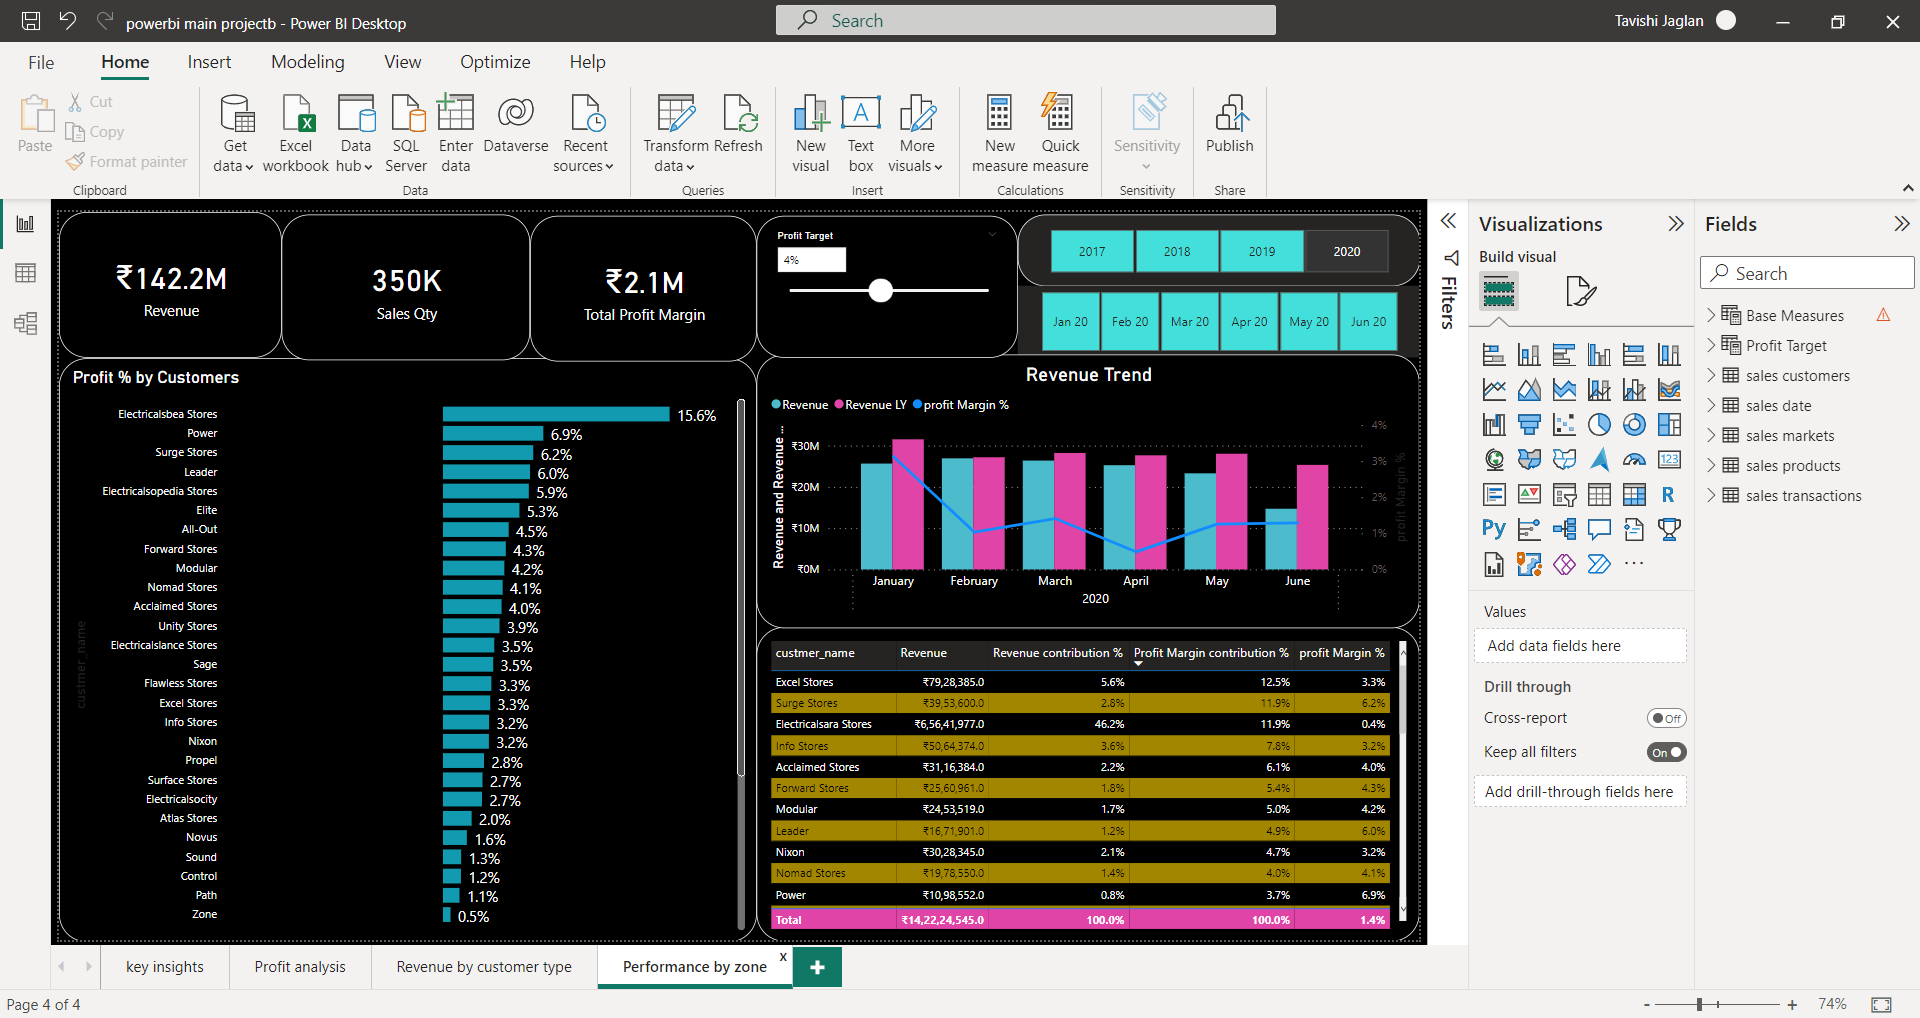 powerbi main projectb - Power BI Desktop
Search
Tavishi Jaglan
File
Home
Insert
Modeling
View
Optimize
Help
Paste
Cut
Copy
Format painter
Clipboard
Get data
Excel workbook
Data hub
SQL Server
Enter data
Dataverse
Recent sources
Data
Transform data
Refresh
Queries
New visual
Text box
More visuals
Insert
New measure
Quick measure
Calculations
Sensitivity
Sensitivity
Publish
Share
₹142.2M
Revenue
350K
Sales Qty
₹2.1M
Total Profit Margin
Profit Target
4%
2017
2018
2019
2020
Jan 20
Feb 20
Mar 20
Apr 20
May 20
Jun 20
Profit % by Customers
custmer_name
Electricalsbea Stores 15.6%
Power 6.9%
Surge Stores 6.2%
Leader 6.0%
Electricalsopedia Stores 5.9%
Elite 5.3%
All-Out 4.5%
Forward Stores 4.3%
Modular 4.2%
Nomad Stores 4.1%
Acclaimed Stores 4.0%
Unity Stores 3.9%
Electricalslance Stores 3.5%
Sage 3.5%
Flawless Stores 3.3%
Excel Stores 3.3%
Info Stores 3.2%
Nixon 3.2%
Propel 2.8%
Surface Stores 2.7%
Electricalsocity 2.7%
Atlas Stores 2.0%
Novus 1.6%
Sound 1.3%
Control 1.2%
Path 1.1%
Zone 0.5%
Revenue Trend
Revenue Revenue LY profit Margin %
Revenue and Revenue ...
₹30M
₹20M
₹10M
₹0M
4%
3%
2%
1%
0%
profit Margin %
January February March April May June
2020
custmer_name Revenue Revenue contribution % Profit Margin contribution % profit Margin %
Excel Stores ₹79,28,385.0 5.6% 12.5% 3.3%
Surge Stores ₹39,53,600.0 2.8% 11.9% 6.2%
Electricalsara Stores ₹6,56,41,977.0 46.2% 11.9% 0.4%
Info Stores ₹50,64,374.0 3.6% 7.8% 3.2%
Acclaimed Stores ₹31,16,384.0 2.2% 6.1% 4.0%
Forward Stores ₹25,60,961.0 1.8% 5.4% 4.3%
Modular ₹24,53,519.0 1.7% 5.0% 4.2%
Leader ₹16,71,901.0 1.2% 4.9% 6.0%
Nixon ₹30,28,345.0 2.1% 4.7% 3.2%
Nomad Stores ₹19,78,550.0 1.4% 4.0% 4.1%
Power ₹10,98,552.0 0.8% 3.7% 6.9%
Total ₹14,22,24,545.0 100.0% 100.0% 1.4%
Filters
Visualizations
Build visual
123
R
Py
Values
Add data fields here
Drill through
Cross-report
Off
Keep all filters
On
Add drill-through fields here
Fields
Search
Base Measures
Profit Target
sales customers
sales date
sales markets
sales products
sales transactions
key insights
Profit analysis
Revenue by customer type
Performance by zone
x
+
Page 4 of 4
- + 74%